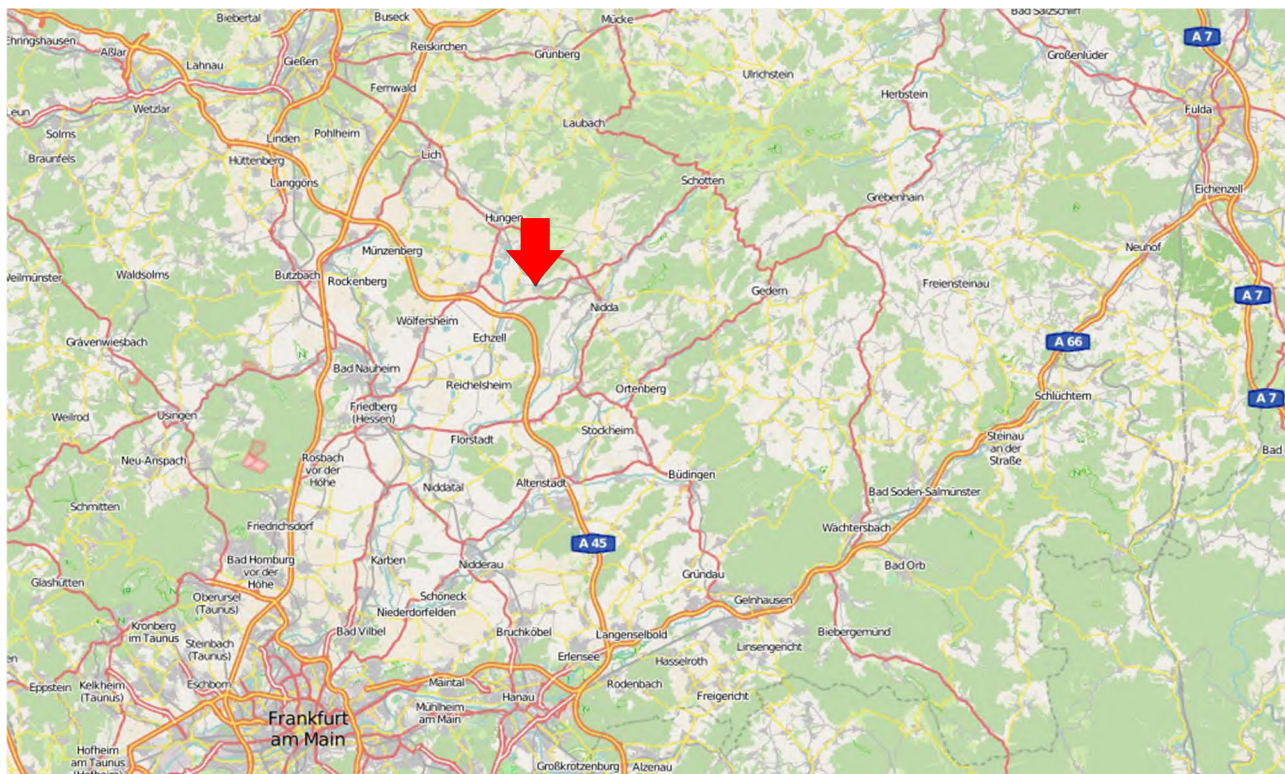 Biebertal
Buseck
Mücke
Bad Salzschlirf
Ehringshausen
Aßlar
Reiskirchen
Grünberg
Großenlüder
A 7
Lahnau
Gießen
Ulrichstein
Fernwald
Herbstein
Wetzlar
Fulda
Leun
Solms
Pohlheim
Laubach
Linden
Braunfels
Hüttenberg
Lich
Langgöns
Schotten
Eichenzell
Grebenhain
Hungen
Münzenberg
Neuhof
Weilmünster
Waldsolms
Butzbach
Rockenberg
Freiensteinau
Gedern
A 7
Nidda
Wölfersheim
Echzell
Grävenwiesbach
A 66
Bad Nauheim
Reichelsheim
Ortenberg
Schlüchtern
A 7
Friedberg
(Hessen)
Weilrod
Usingen
Stockheim
Florstadt
Steinau
an der
Straße
Bad
Neu-Anspach
Rosbach
vor der
Höhe
Büdingen
Niddatal
Altenstadt
Bad Soden-Salmünster
Schmitten
Friedrichsdorf
Wächtersbach
A 45
Bad Homburg
vor der
Höhe
Karben
Nidderau
Bad Orb
Glashütten
Gründau
Oberursel
(Taunus)
Schöneck
Gelnhausen
Niederdorfelden
Kronberg
im Taunus
Bad Vilbel
Bruchköbel
Langenselbold
Biebergemünd
Steinbach
(Taunus)
Linsengericht
Erlensee
Hasselroth
Eppstein
Kelkheim
(Taunus)
Eschborn
Maintal
Rodenbach
Hanau
Freigericht
Mühlheim
am Main
Frankfurt
am Main
Hofheim
am Taunus
(Hofheim)
Großkrotzenburg
Alzenau